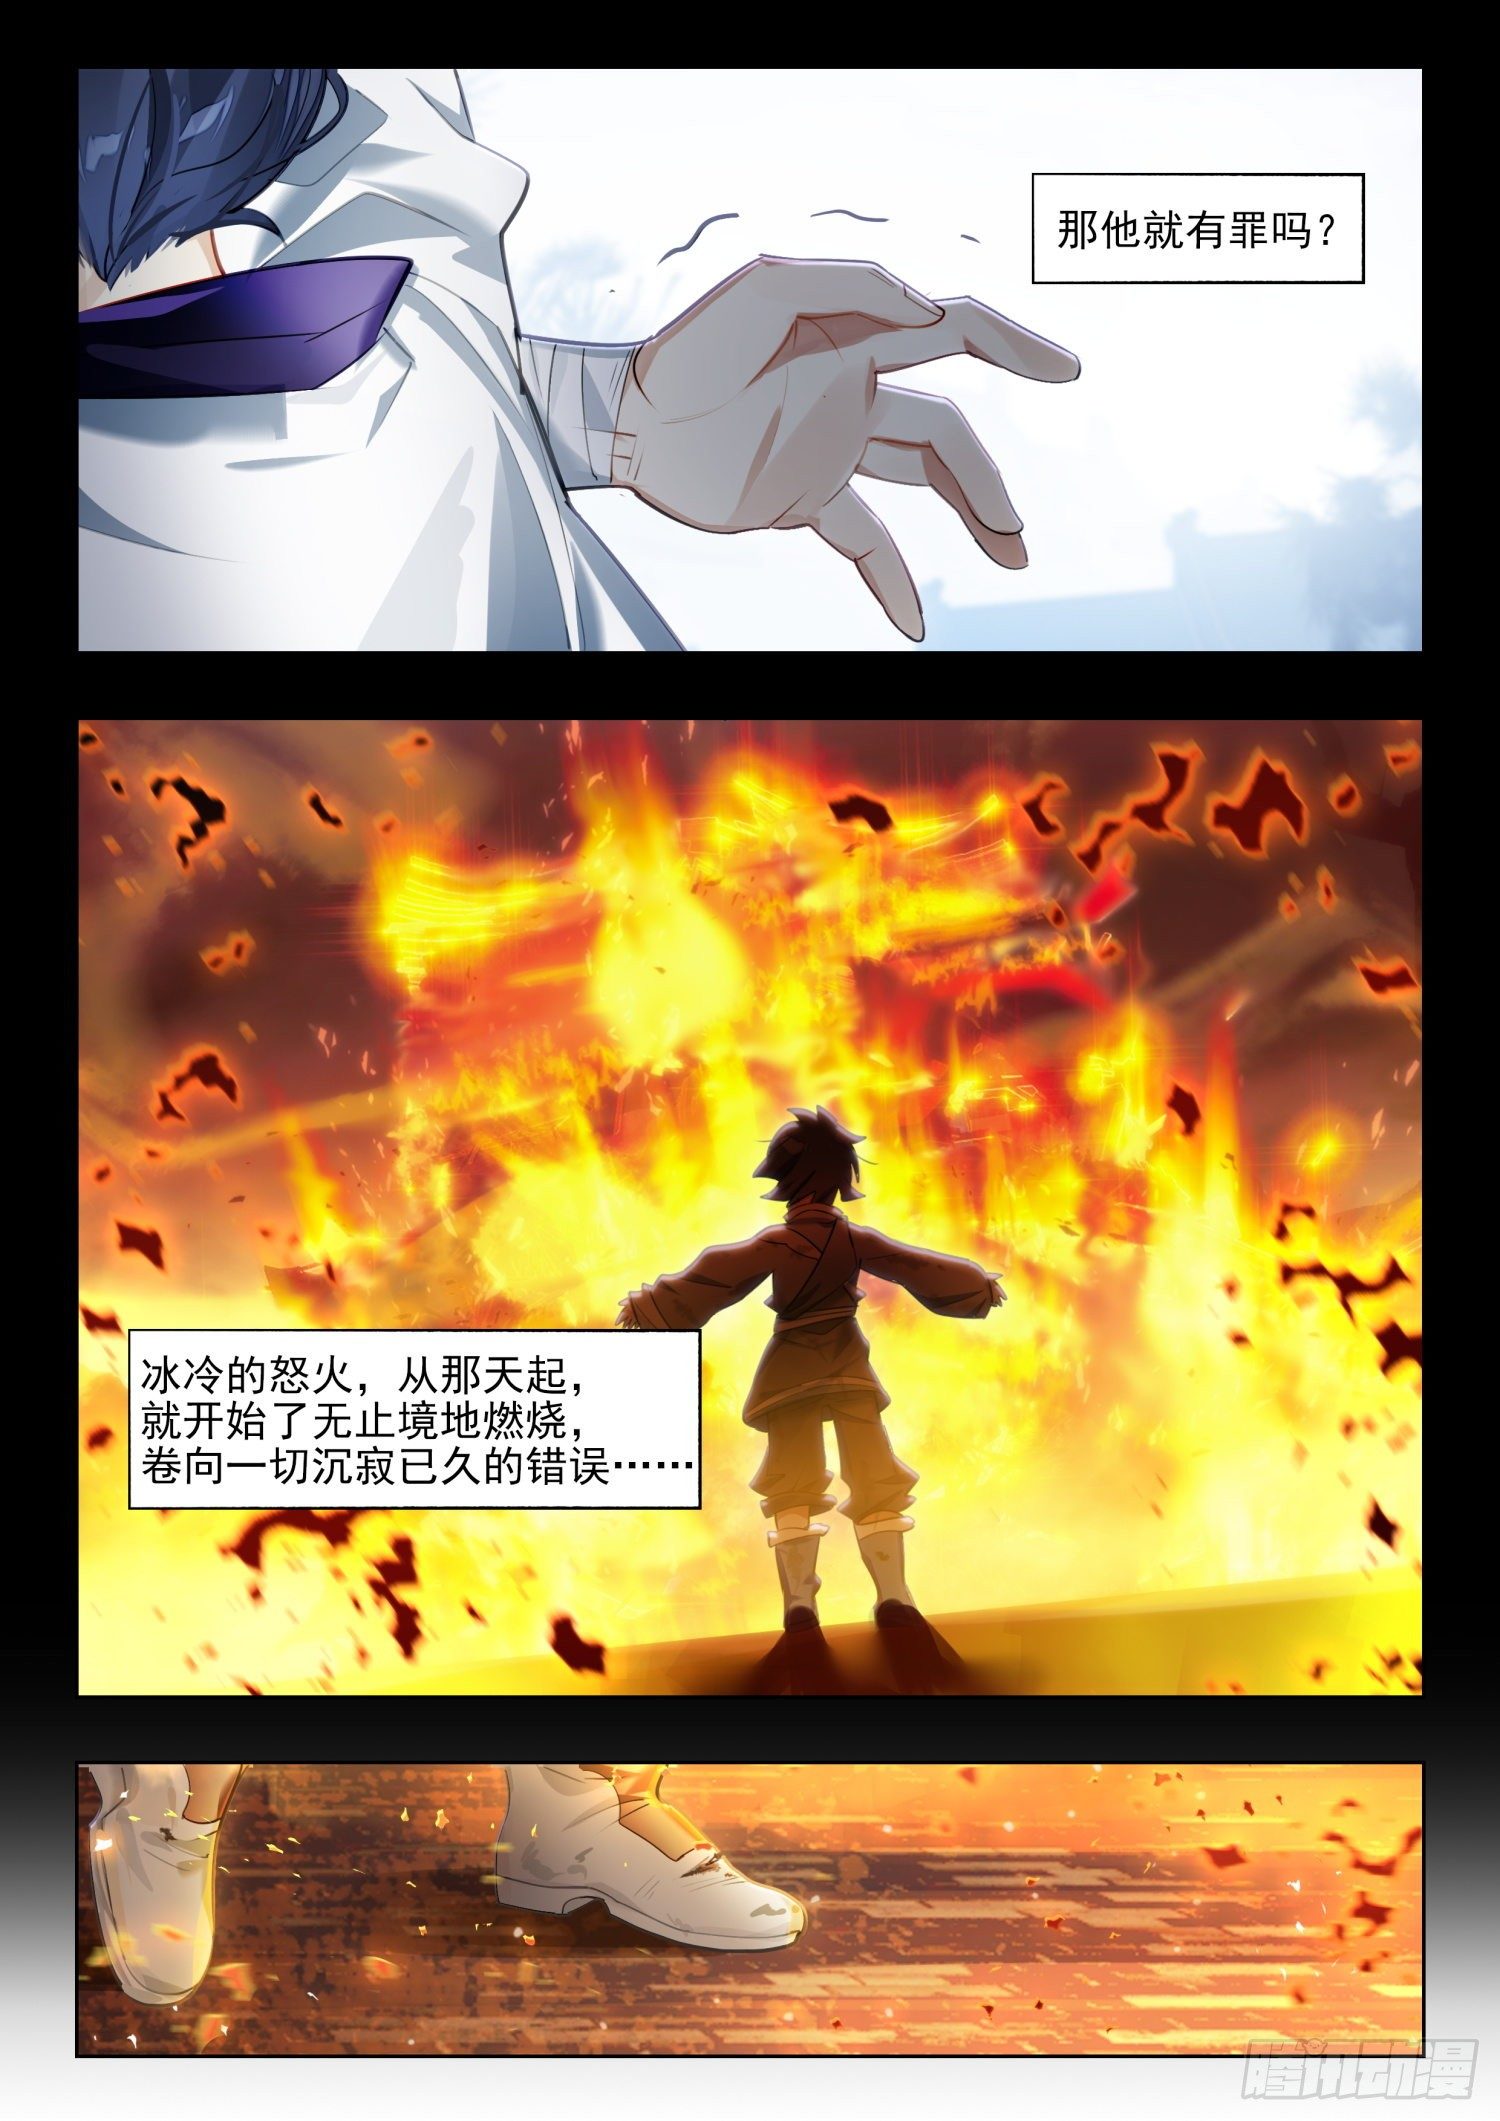 那他就有罪吗?
冰冷的怒火，从那天起，
就开始了无止境地燃烧，
卷向一切沉寂已久的错误……
腾讯动漫